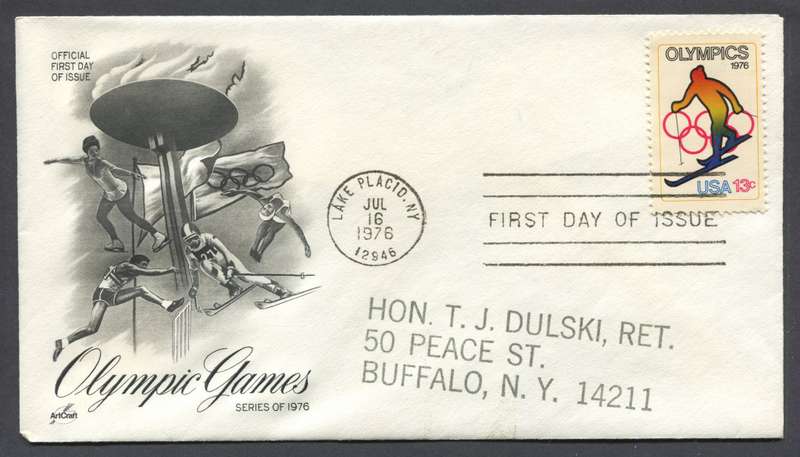 OFFICIAL
FIRST DAY
OF ISSUE
OLYMPICS
1976
USA 13c
LAKE PLACID, NY
JUL
16
1976
12946
FIRST DAY OF ISSUE
HON. T. J. DULSKI, RET.
50 PEACE ST.
BUFFALO, N. Y. 14211
Olympic Games
SERIES OF 1976
ArtCraft